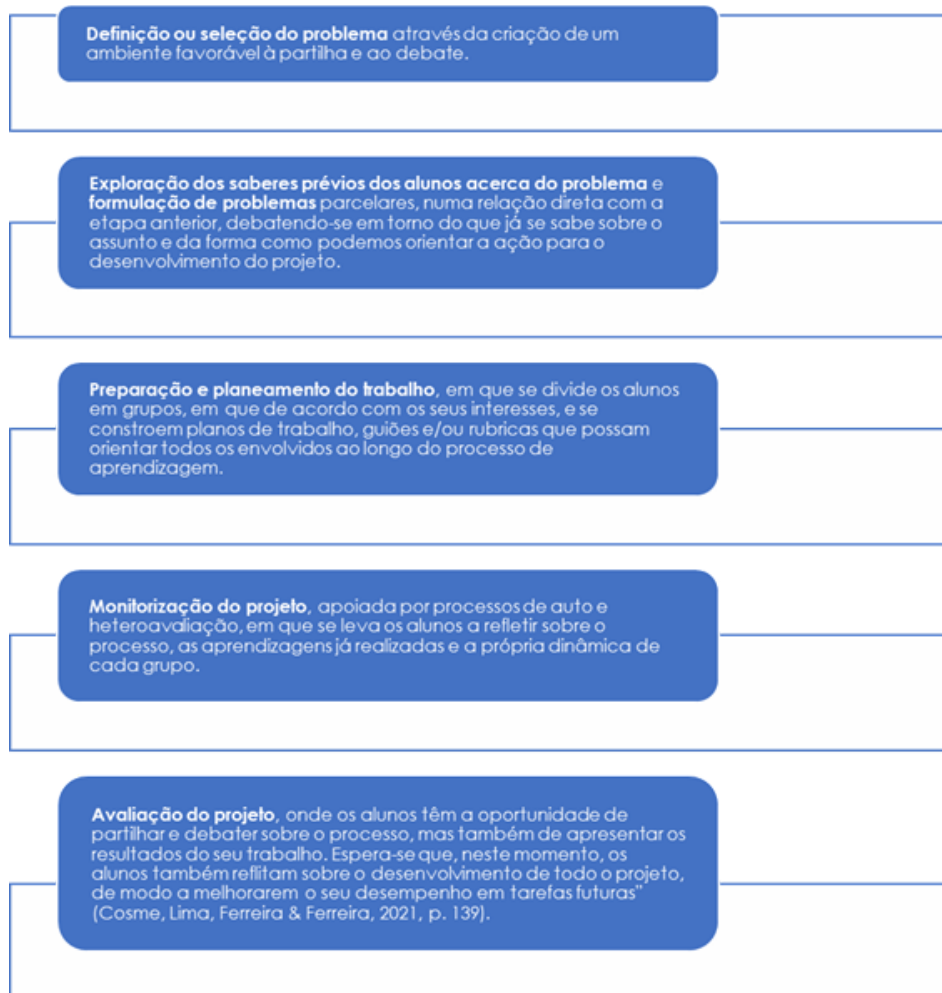 Definição ou seleção do problema através da criação de um
ambiente favorável à partilha e ao debate.
Exploração dos saberes prévios dos alunos acerca do problema e
formulação de problemas parcelares, numa relação direta com a
etapa anterior, debatendo-se em torno do que já se sabe sobre o
assunto e da forma como podemos orientar a ação para o
desenvolvimento do projeto.
Preparação e planeamento do trabalho, em que se divide os alunos
em grupos, em que de acordo com os seus interesses, e se
constroem planos de trabalho, guiões e/ou rubricas que possam
orientar todos os envolvidos ao longo do processo de
aprendizagem.
Monitorização do projeto, apoiada por processos de auto e
heteroavaliação, em que se leva os alunos a refletir sobre o
processo, as aprendizagens já realizadas e a própria dinâmica de
cada grupo.
Avaliação do projeto, onde os alunos têm a oportunidade de
partilhar e debater sobre o processo, mas também de apresentar os
resultados do seu trabalho. Espera-se que, neste momento, os
alunos também reflitam sobre o desenvolvimento de todo o projeto,
de modo a melhorarem o seu desempenho em tarefas futuras”
(Cosme, Lima, Ferreira & Ferreira, 2021, p. 139).